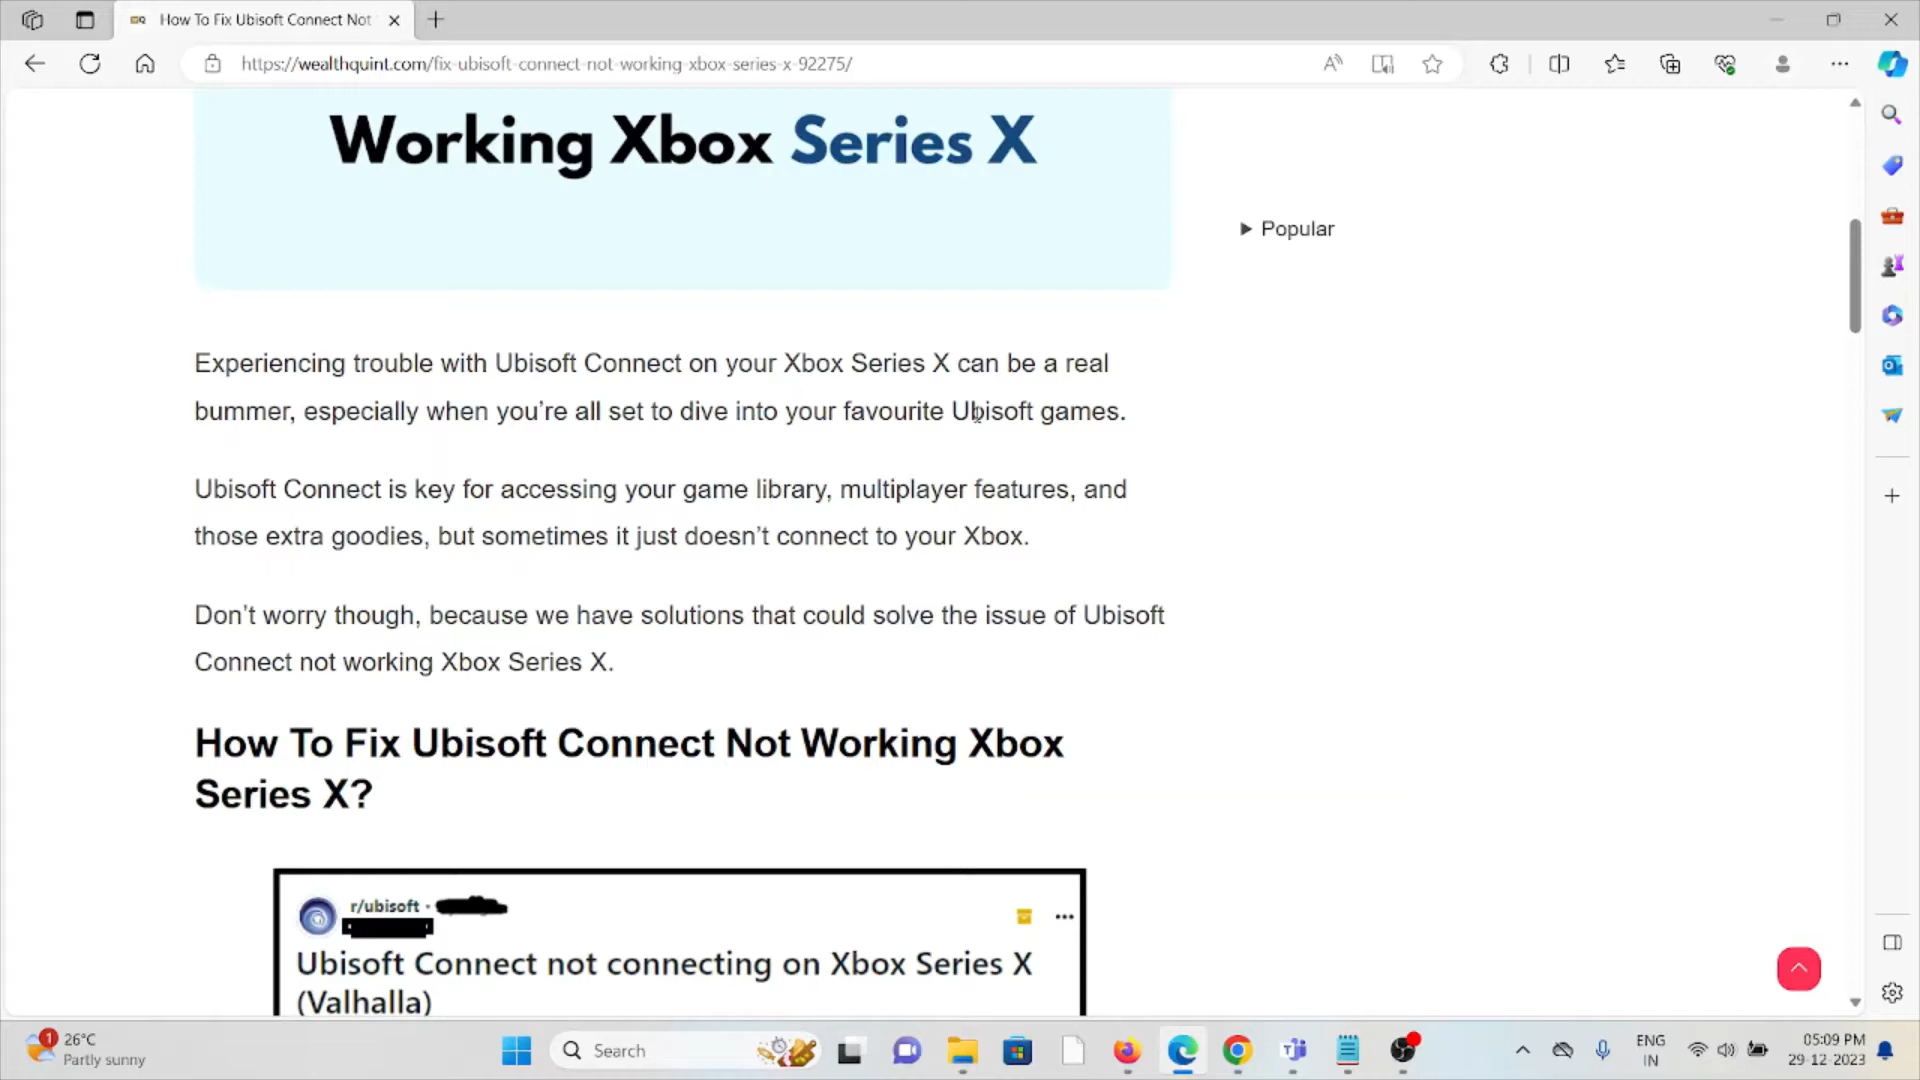 How To Fix Ubisoft Connect Not
https://wealthquint.com/fix-ubisoft-connect-not-working-xbox-series-x-92275/
Working Xbox Series X
Popular
Experiencing trouble with Ubisoft Connect on your Xbox Series X can be a real
bummer, especially when you’re all set to dive into your favourite Ubisoft games.
Ubisoft Connect is key for accessing your game library, multiplayer features, and
those extra goodies, but sometimes it just doesn’t connect to your Xbox.
Don’t worry though, because we have solutions that could solve the issue of Ubisoft
Connect not working Xbox Series X.
How To Fix Ubisoft Connect Not Working Xbox
Series X?
r/ubisoft ·
Ubisoft Connect not connecting on Xbox Series X
(Valhalla)
1
26°C
Partly sunny
Search
ENG
IN
05:09 PM
29-12-2023